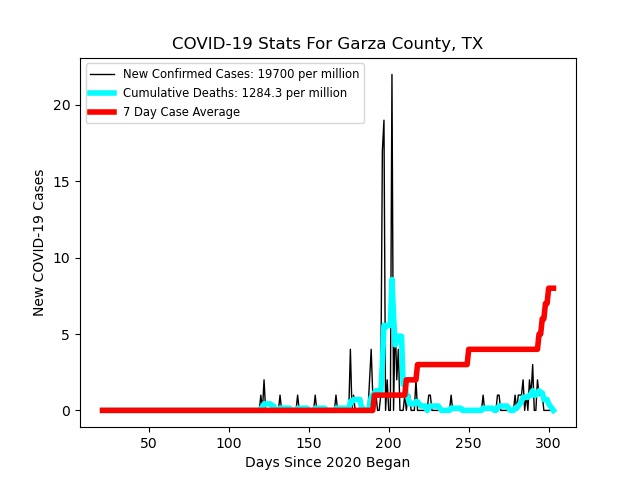 COVID-19 Stats For Garza County, TX
New Confirmed Cases: 19700 per million
Cumulative Deaths: 1284.3 per million
7 Day Case Average
New COVID-19 Cases
20
15
10
5
0
50 100 150 200 250 300
Days Since 2020 Began